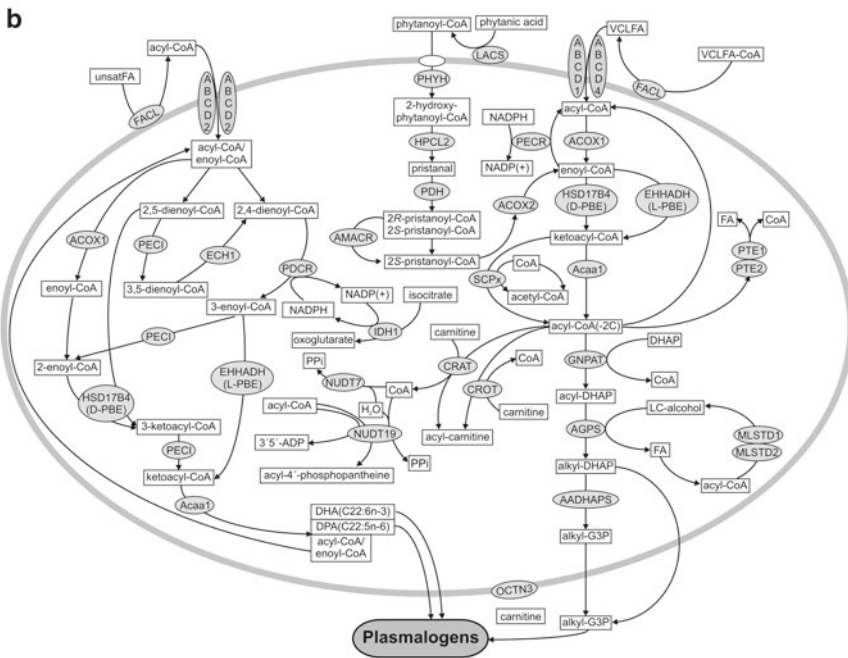 b
acyl-CoA
unsatFA
FACL
A
B
C
D
2
A
B
C
D
2
phytanoyl-CoA
phytanic acid
LACS
PHYH
2-hydroxy-
phytanoyl-CoA
HPCL2
pristanal
PDH
2R-pristanoyl-CoA
2S-pristanoyl-CoA
AMACR
2S-pristanoyl-CoA
ACOX2
A
B
C
D
1
A
B
C
D
4
VCLFA
VCLFA-CoA
FACL
acyl-CoA
NADPH
PECR
NADP(+)
ACOX1
enoyl-CoA
HSD17B4
(D-PBE)
EHHADH
(L-PBE)
ketoacyl-CoA
SCPx
CoA
acetyl-CoA
Acaa1
FA
CoA
PTE1
PTE2
acyl-CoA(-2C)
acyl-CoA/
enoyl-CoA
2,5-dienoyl-CoA
2,4-dienoyl-CoA
ACOX1
PECI
ECH1
PDCR
enoyl-CoA
3,5-dienoyl-CoA
3-enoyl-CoA
NADP(+)
NADPH
isocitrate
IDH1
oxoglutarate
PECI
2-enoyl-CoA
HSD17B4
(D-PBE)
EHHADH
(L-PBE)
3-ketoacyl-CoA
PECI
ketoacyl-CoA
Acaa1
PPi
NUDT7
CoA
H2O
acyl-CoA
NUDT19
3´5´-ADP
PPi
acyl-4´-phosphopantheine
carnitine
CRAT
CROT
CoA
carnitine
acyl-carnitine
GNPAT
DHAP
CoA
acyl-DHAP
AGPS
LC-alcohol
FA
MLSTD1
MLSTD2
acyl-CoA
alkyl-DHAP
AADHAPS
alkyl-G3P
DHA(C22:6n-3)
DPA(C22:5n-6)
acyl-CoA/
enoyl-CoA
OCTN3
carnitine
alkyl-G3P
Plasmalogens